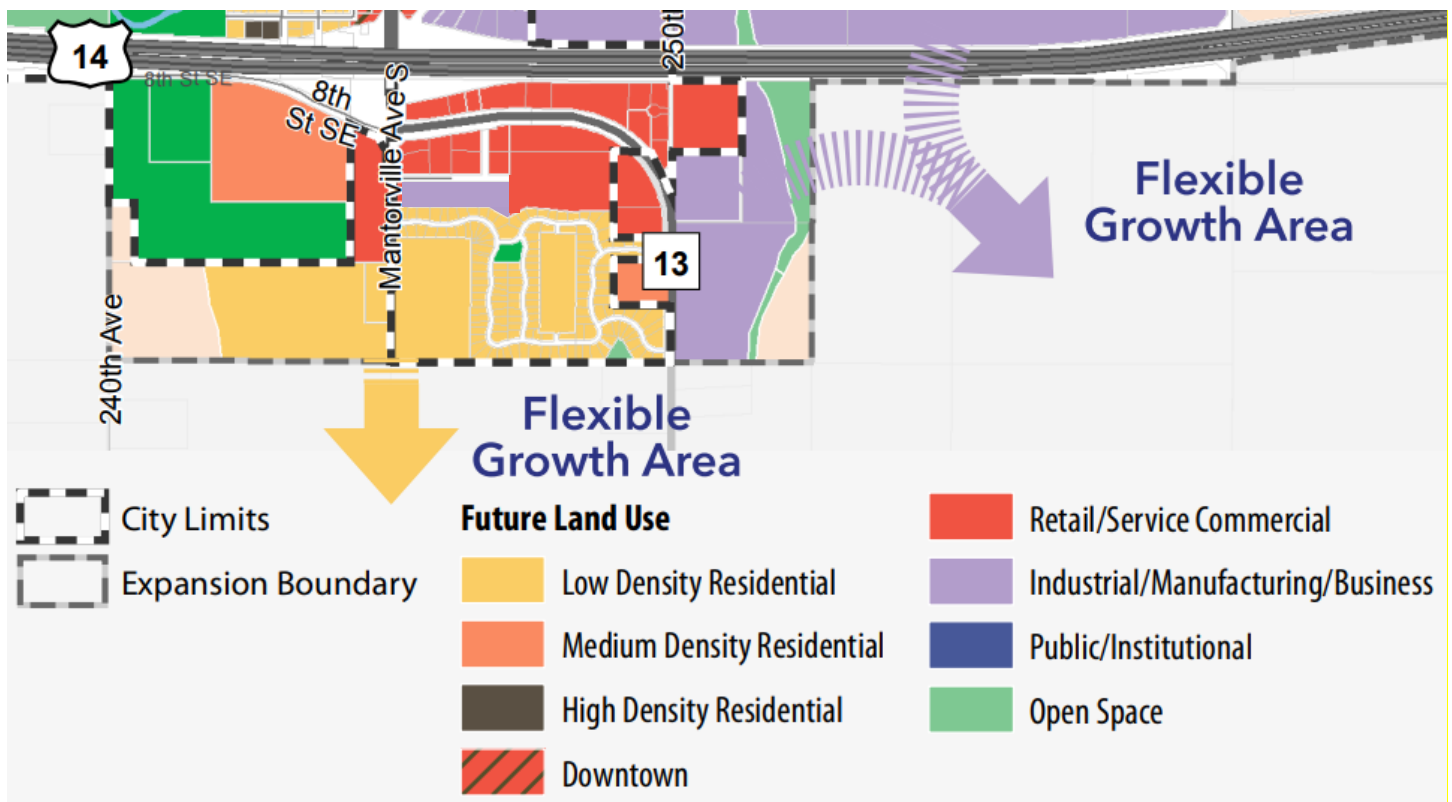 14
250th
8th St SE
8th
St SE
Mantorville Ave S
Flexible
Growth Area
13
240th Ave
Flexible
Growth Area
City Limits
Expansion Boundary
Future Land Use
Low Density Residential
Medium Density Residential
High Density Residential
Downtown
Retail/Service Commercial
Industrial/Manufacturing/Business
Public/Institutional
Open Space